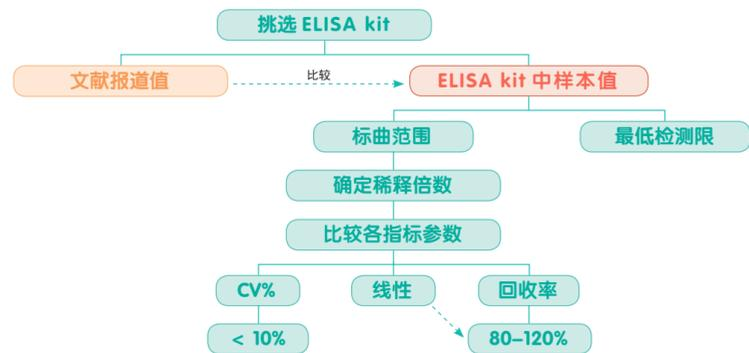 挑选 ELISA kit
文献报道值
比较
ELISA kit 中样本值
标曲范围
最低检测限
确定稀释倍数
比较各指标参数
CV%
线性
回收率
< 10%
80–120%